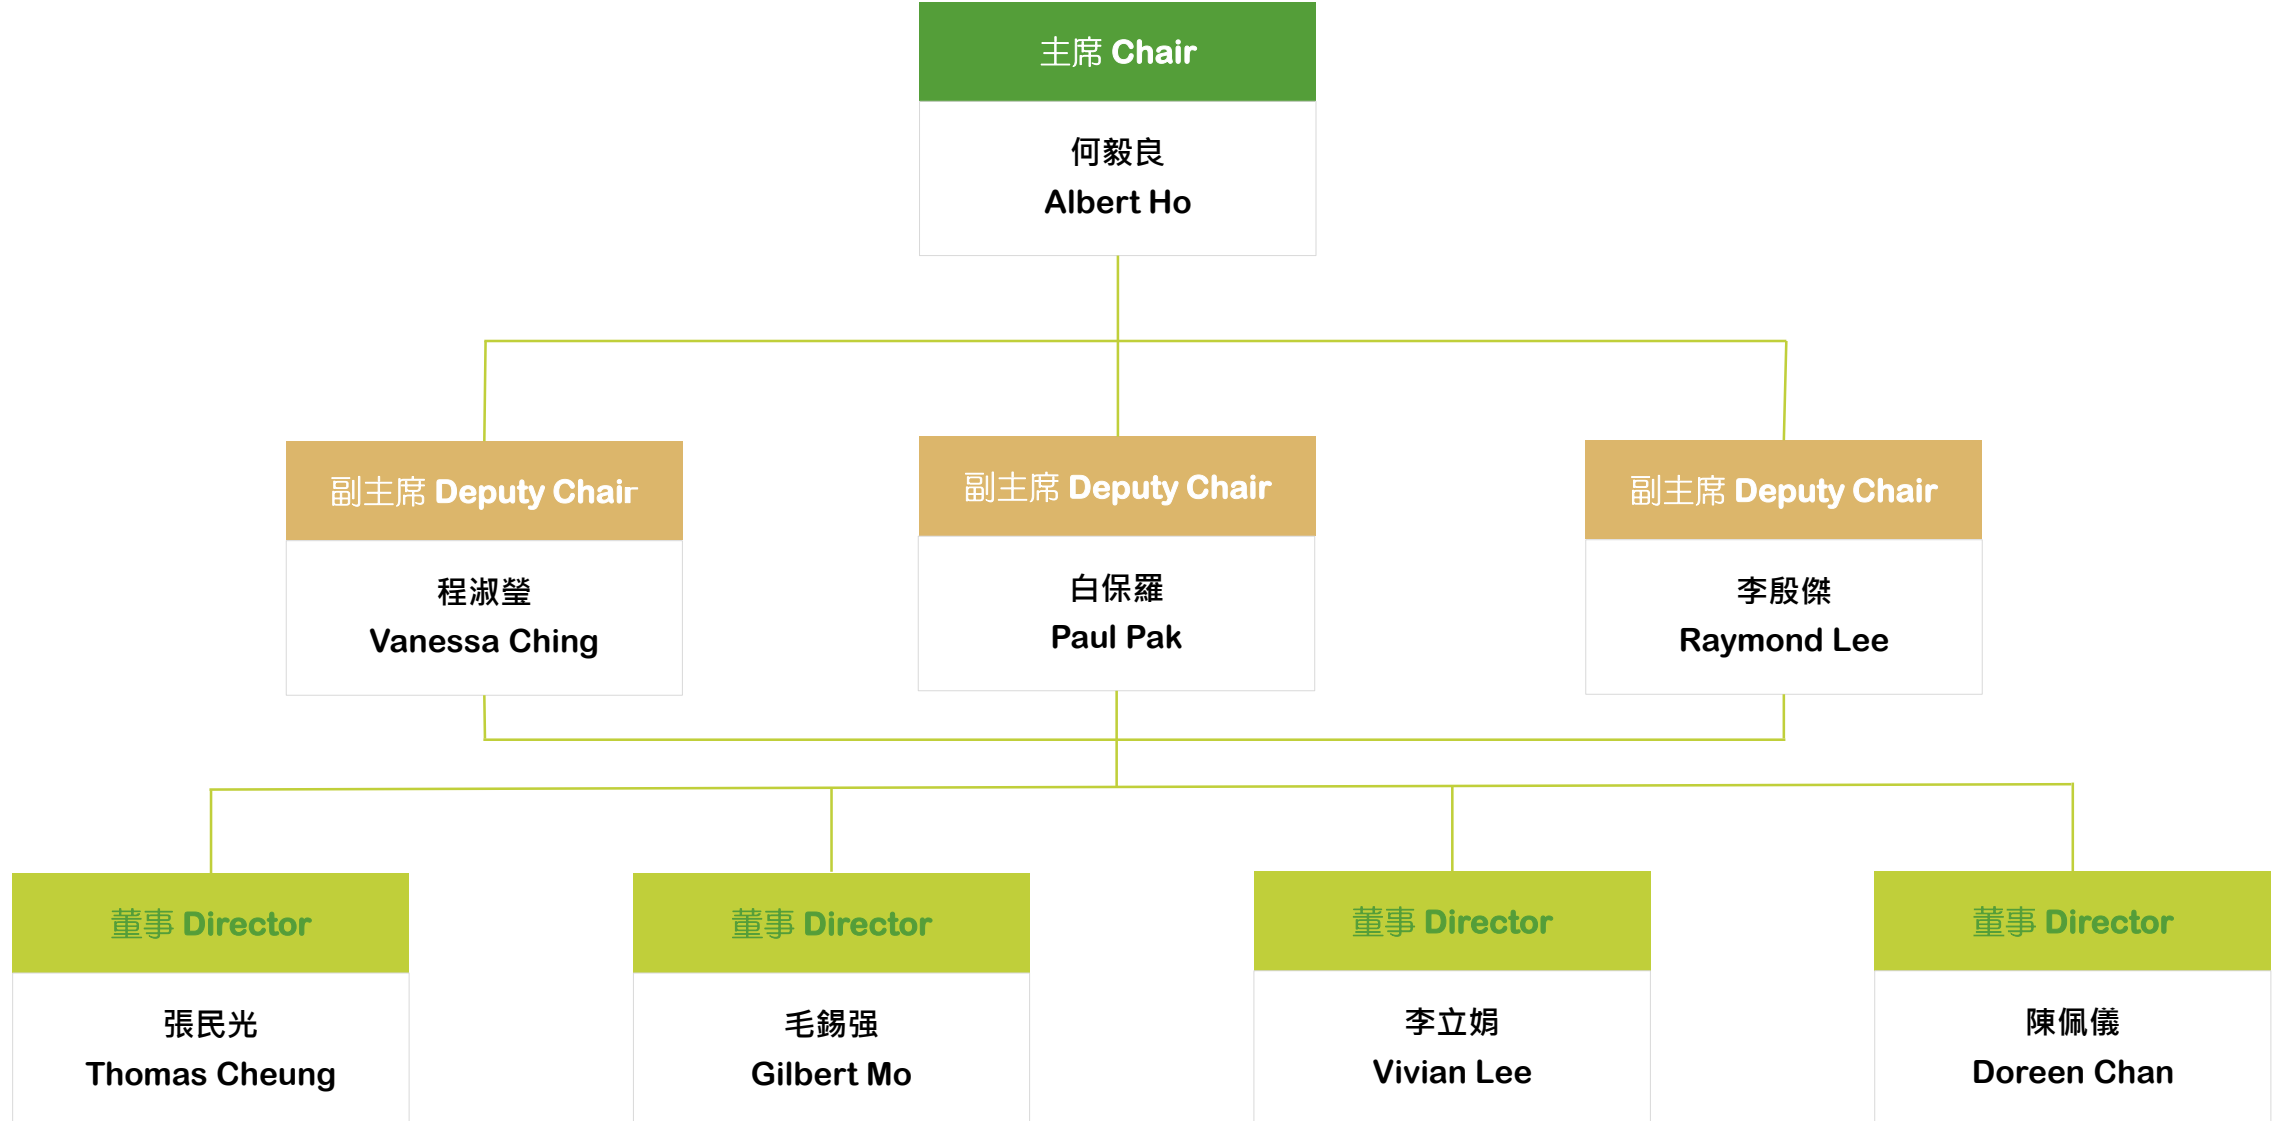 主席 Chair
何毅良
Albert Ho
副主席 Deputy Chair
程淑瑩
Vanessa Ching
副主席 Deputy Chair
白保羅
Paul Pak
副主席 Deputy Chair
李殷傑
Raymond Lee
董事 Director
張民光
Thomas Cheung
董事 Director
毛錫强
Gilbert Mo
董事 Director
李立娟
Vivian Lee
董事 Director
陳佩儀
Doreen Chan